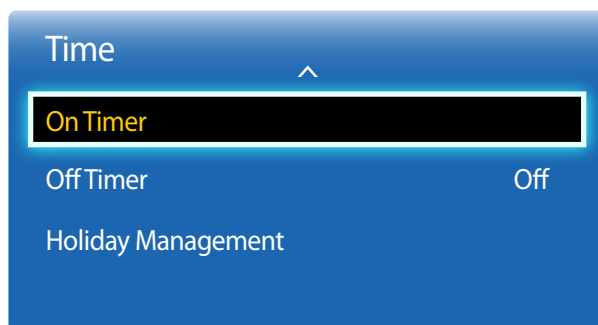 Time
On Timer
Off Timer Off
Holiday Management